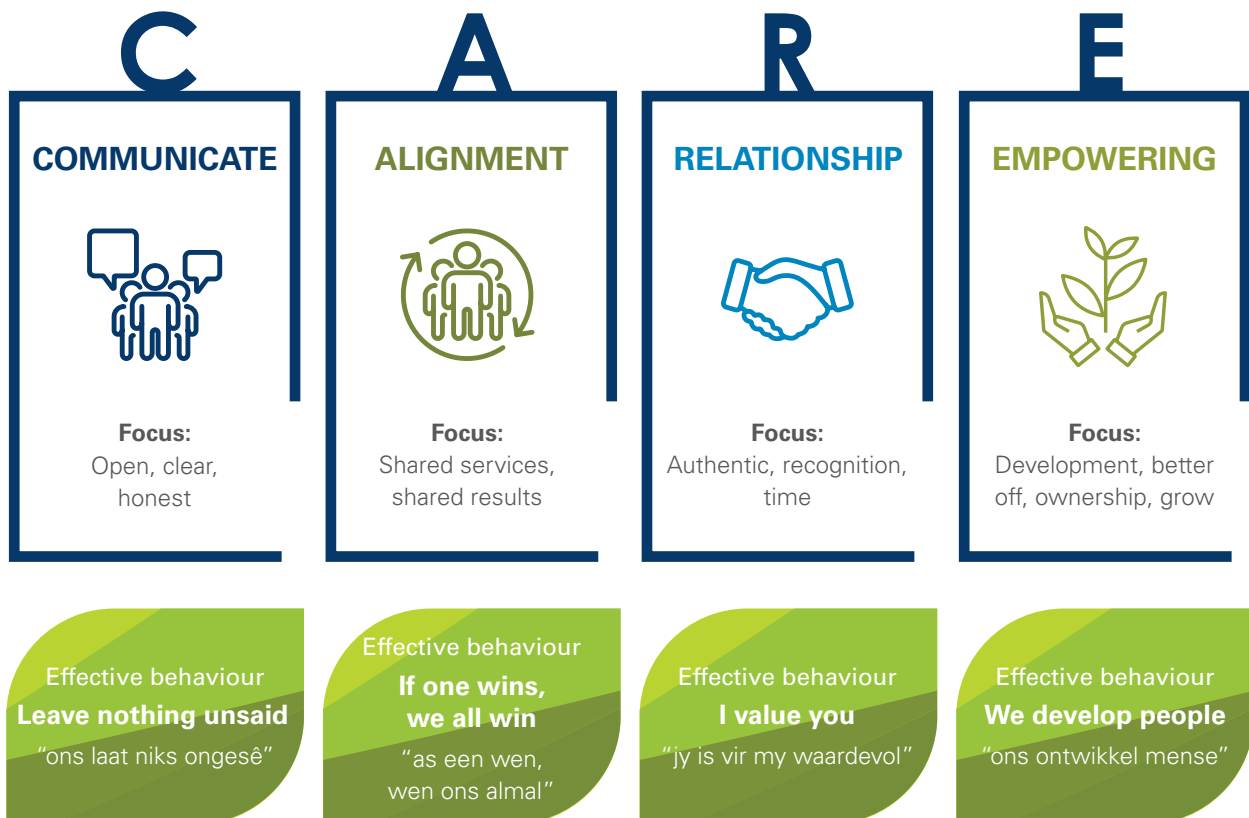 C
COMMUNICATE
Focus:
Open, clear,
honest
Effective behaviour
Leave nothing unsaid
“ons laat niks ongesê”
A
ALIGNMENT
Focus:
Shared services,
shared results
Effective behaviour
If one wins,
we all win
“as een wen,
wen ons almal”
R
RELATIONSHIP
Focus:
Authentic, recognition,
time
Effective behaviour
I value you
“jy is vir my waardevol”
E
EMPOWERING
Focus:
Development, better
off, ownership, grow
Effective behaviour
We develop people
“ons ontwikkel mense”